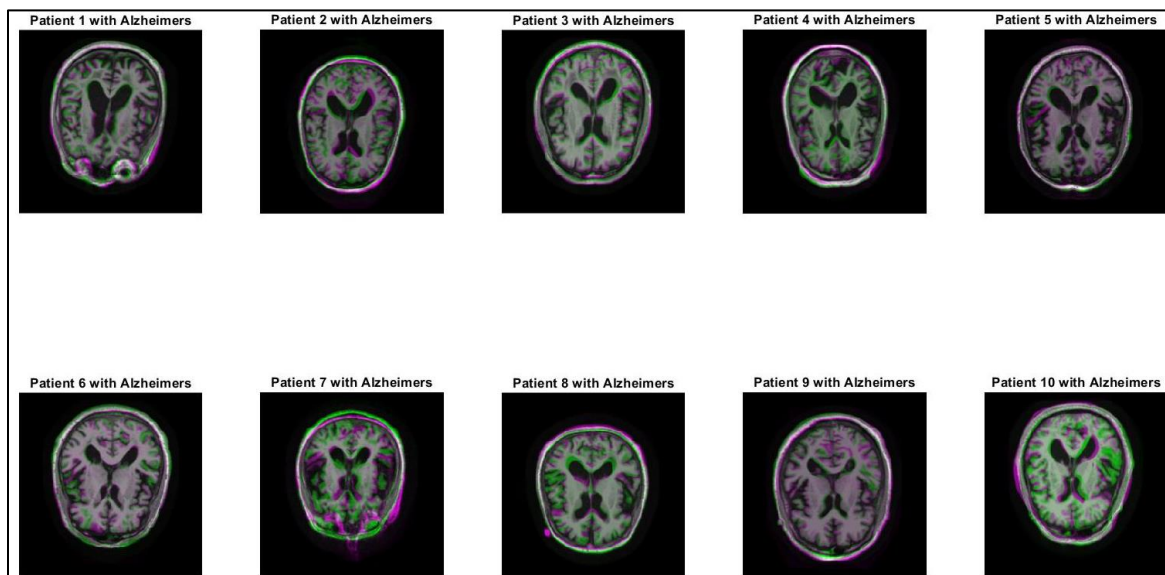 Patient 1 with Alzheimers
Patient 2 with Alzheimers
Patient 3 with Alzheimers
Patient 4 with Alzheimers
Patient 5 with Alzheimers
Patient 6 with Alzheimers
Patient 7 with Alzheimers
Patient 8 with Alzheimers
Patient 9 with Alzheimers
Patient 10 with Alzheimers